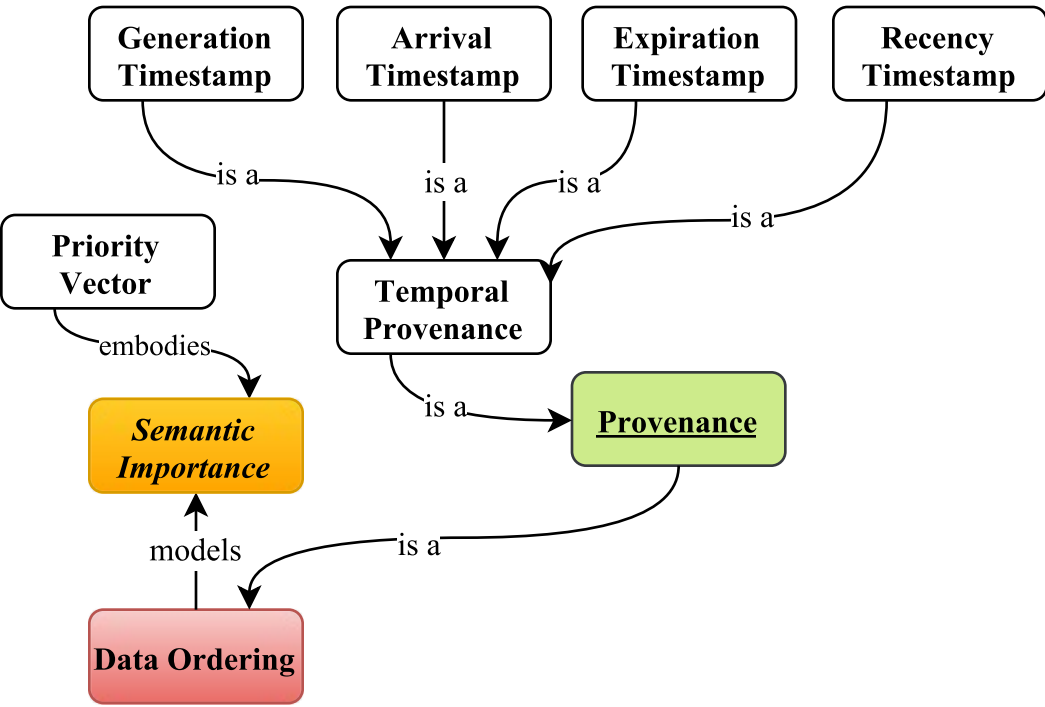 Generation
Timestamp
Arrival
Timestamp
Expiration
Timestamp
Recency
Timestamp
is a
is a
is a
is a
Priority
Vector
Temporal
Provenance
embodies
is a
Provenance
Semantic
Importance
is a
models
Data Ordering